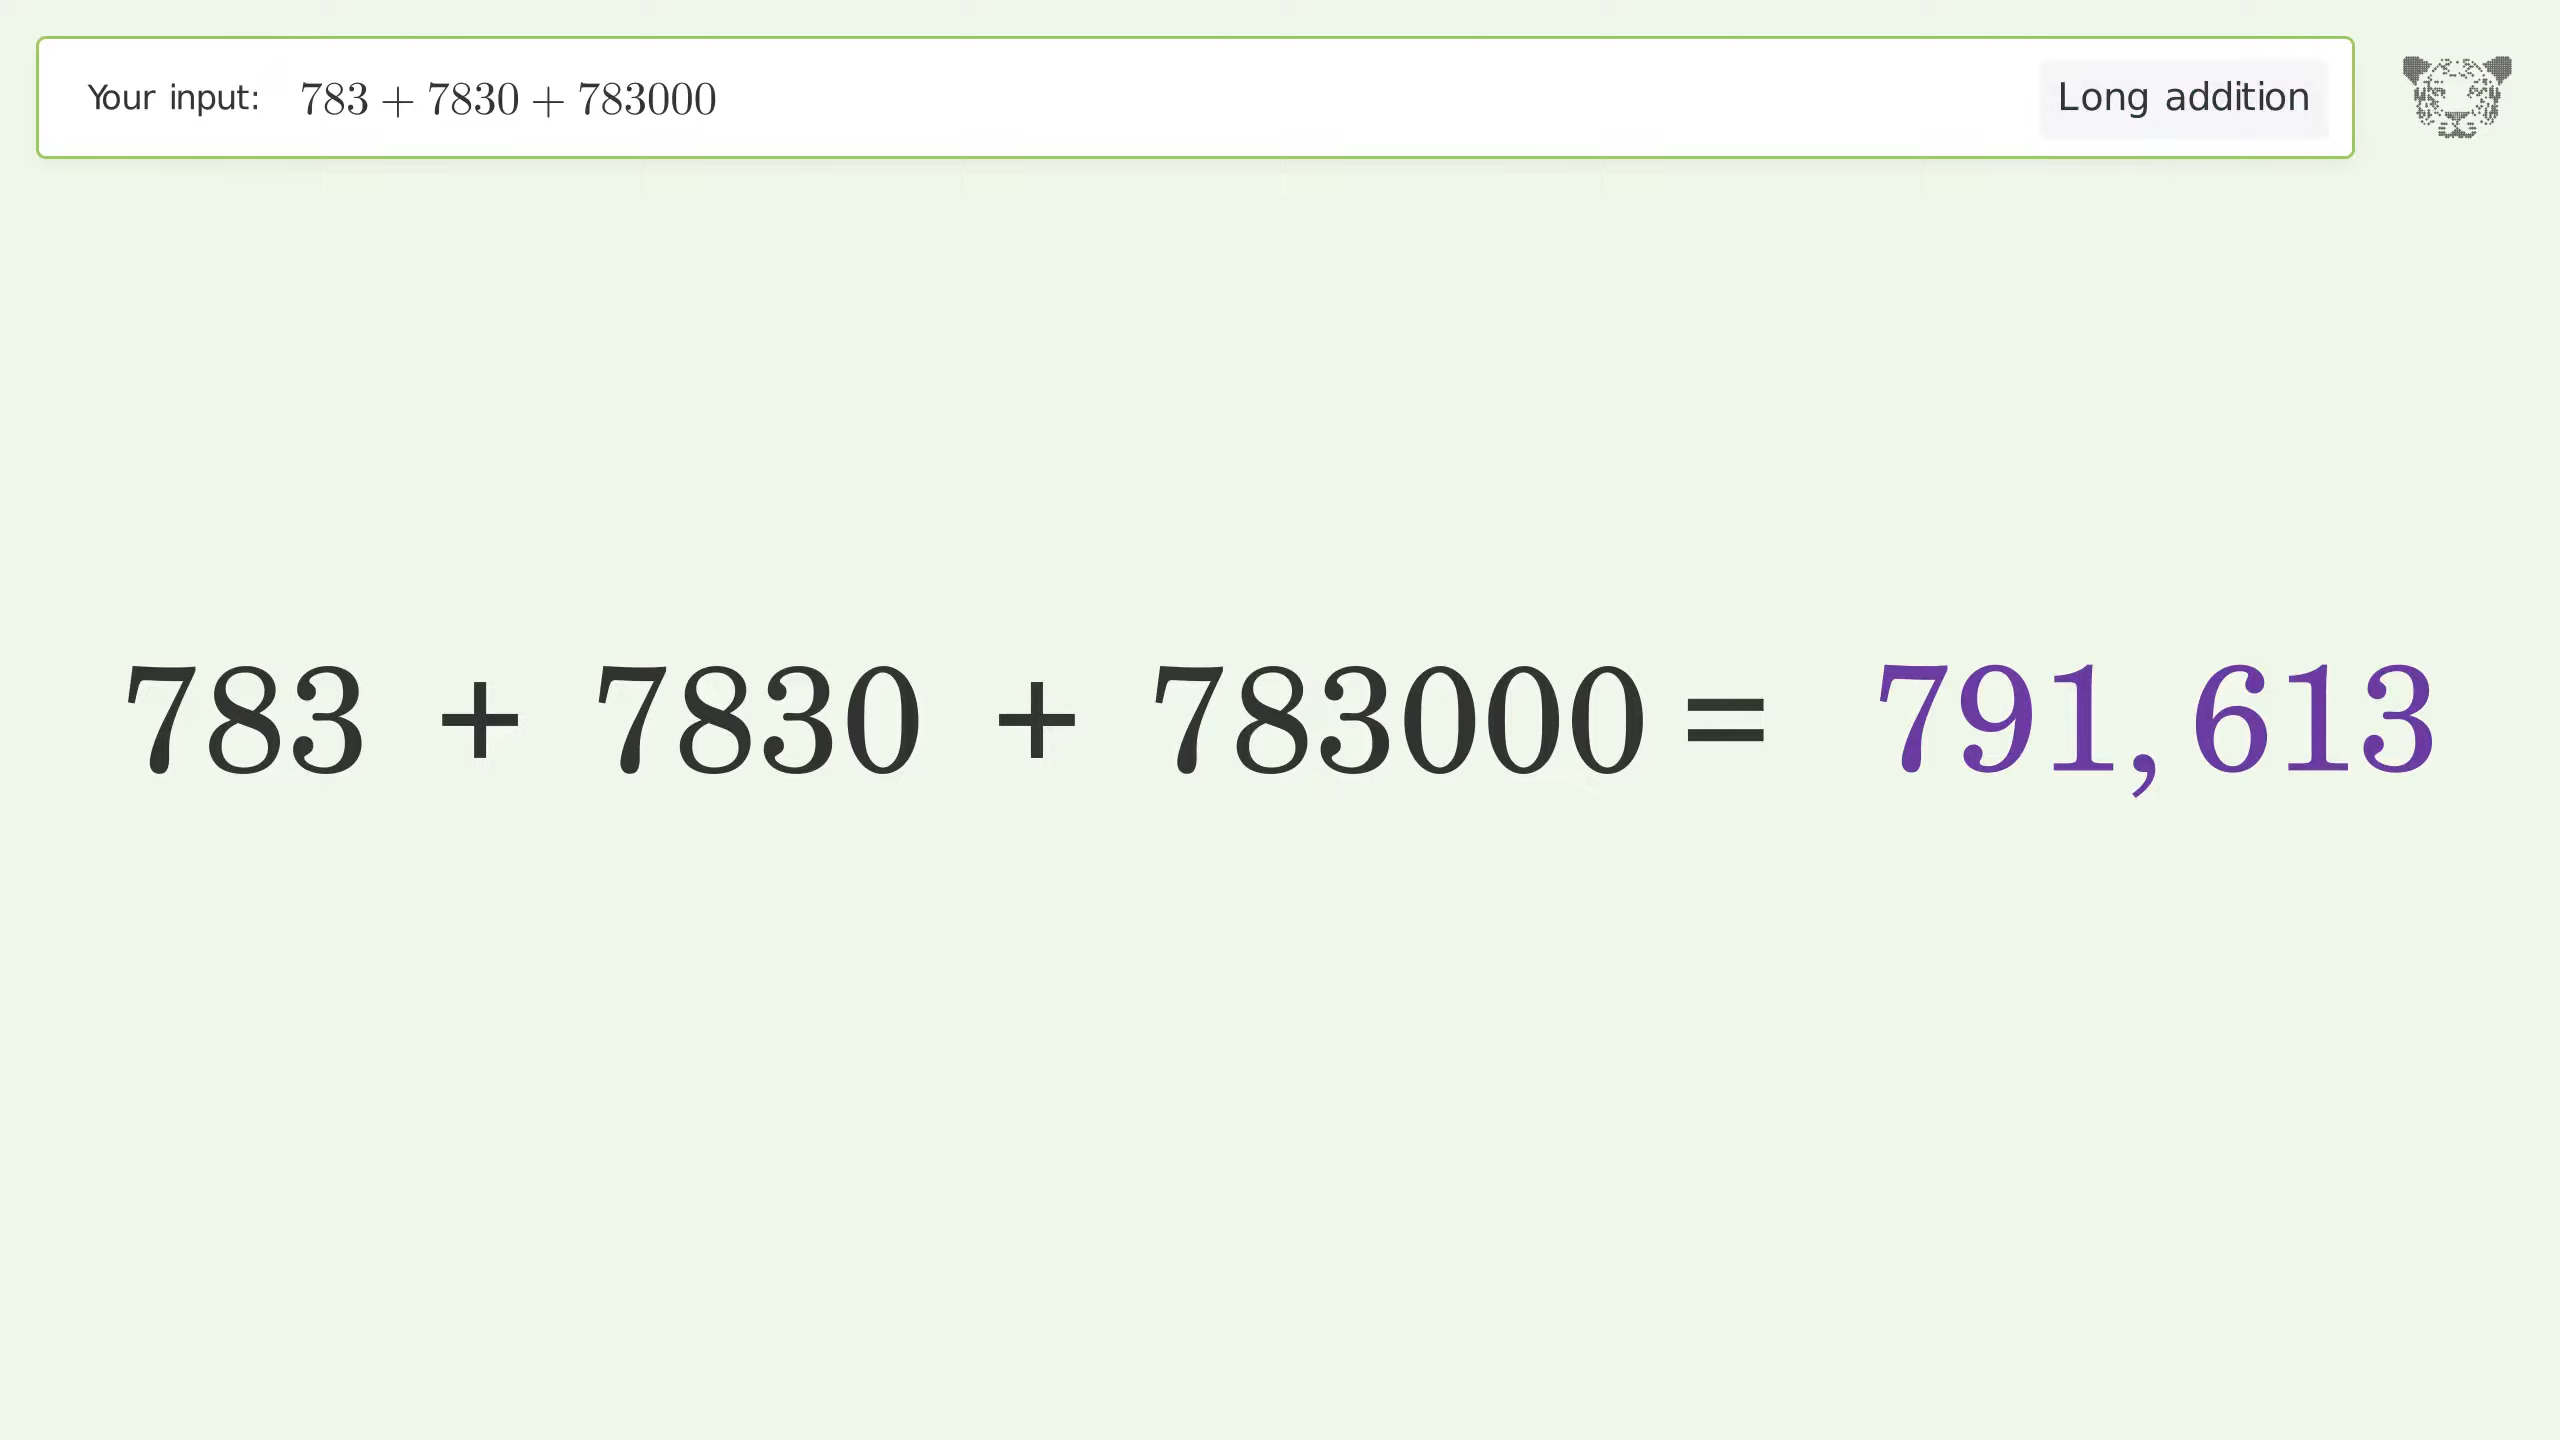 Your input: 783 + 7830 + 783000 Long addition
783 + 7830 + 783000 = 791,613